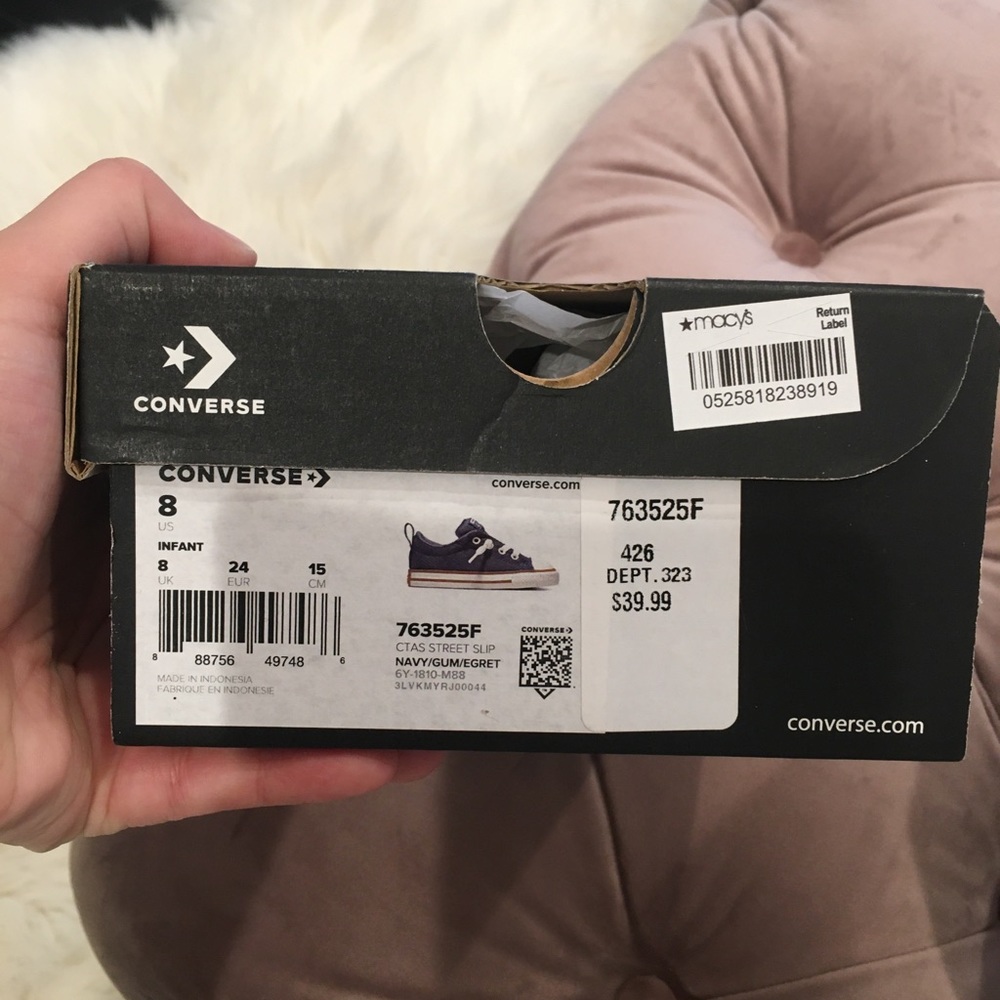 CONVERSE
★macy's
Return
Label
0525818238919
CONVERSE
converse.com
8
US
INFANT
8 24 15
UK EUR CM
8 88756 49748 6
MADE IN INDONESIA
FABRIQUE EN INDONESIE
763525F
CTAS STREET SLIP
NAVY/GUM/EGRET
6Y-1810-M88
3LVKMYRJ00044
CONVERSE
763525F
426
DEPT.323
$39.99
converse.com